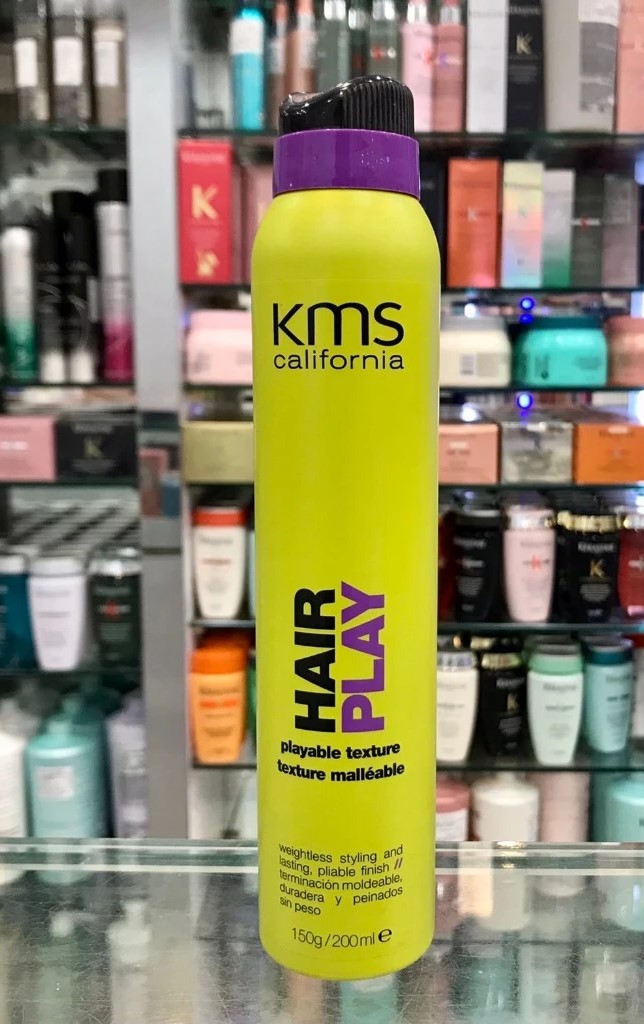 kms
california
HAIR
PLAY
playable texture
texture malléable
weightless styling and
lasting, pliable finish //
terminación moldeable,
duradera y peinados
sin peso
150g/200ml e